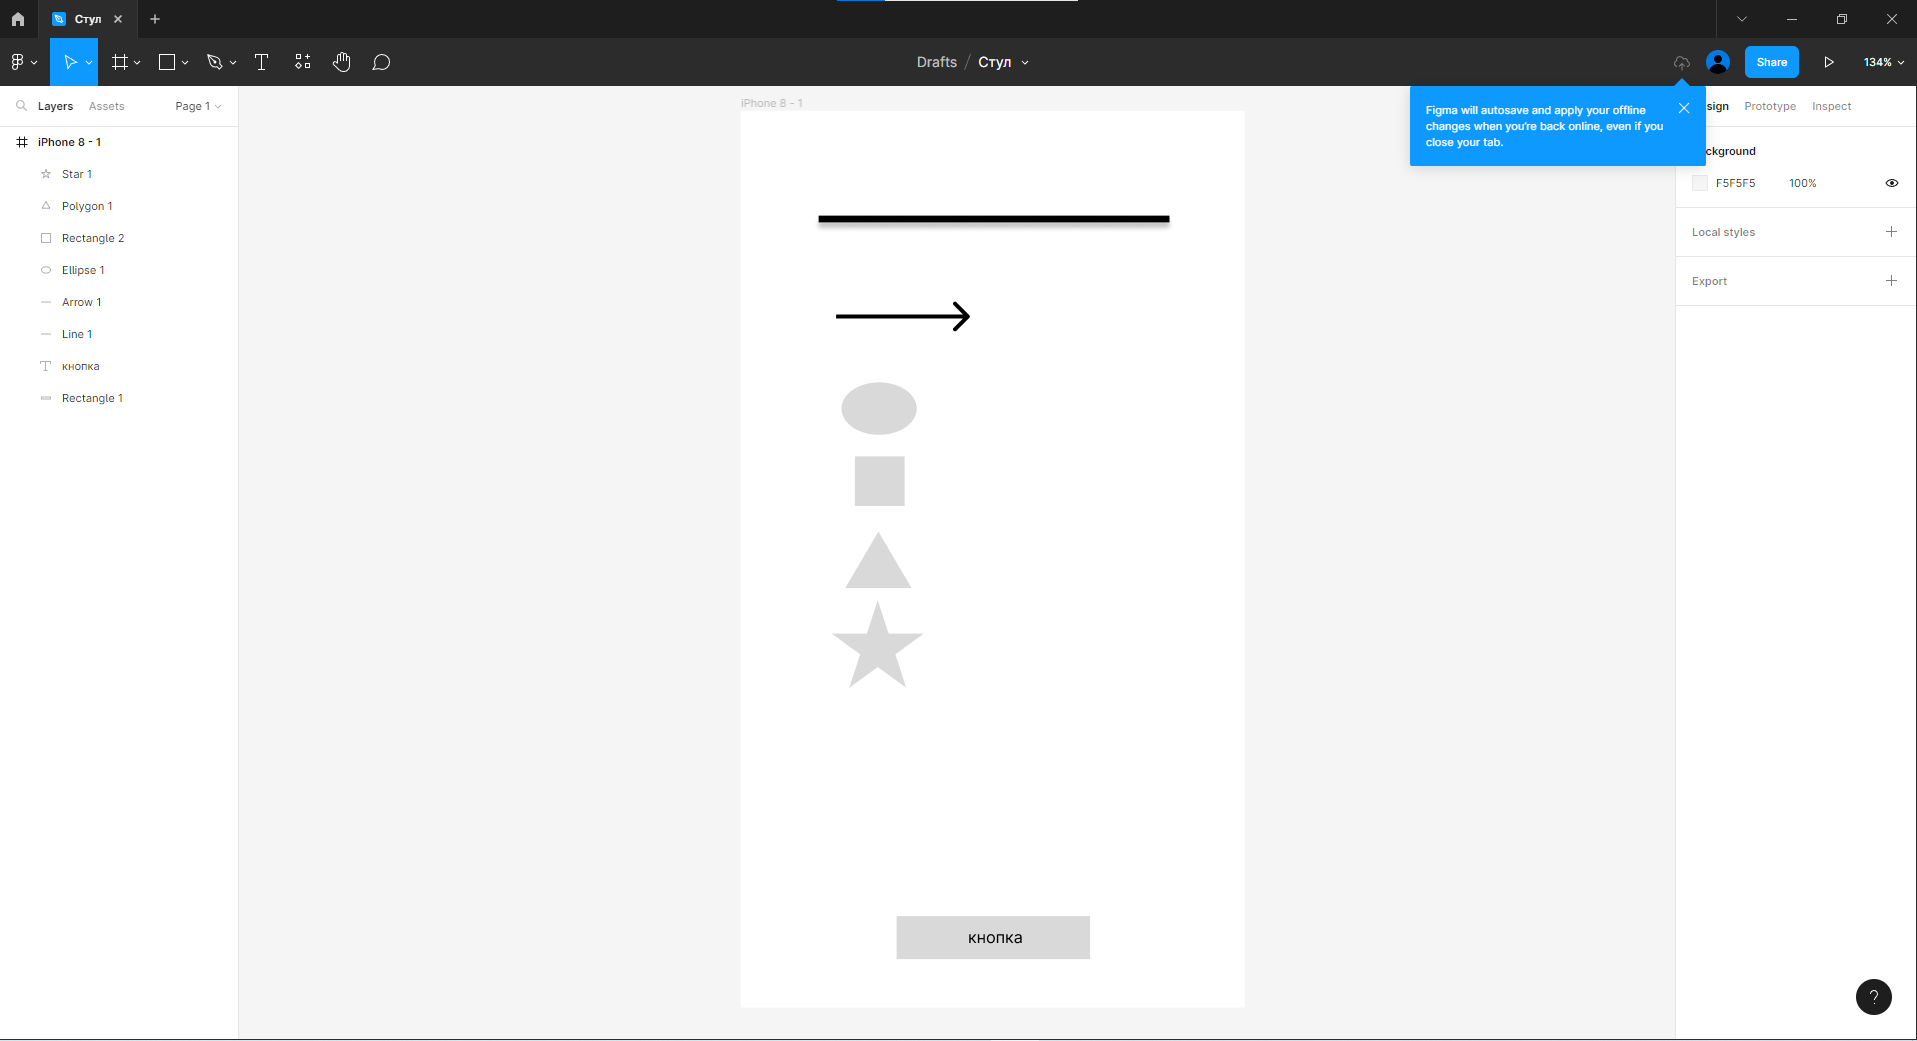 Стул
Drafts / Стул
Share
134%
Layers
Assets
Page 1
iPhone 8 - 1
Star 1
Polygon 1
Rectangle 2
Ellipse 1
Arrow 1
Line 1
кнопка
Rectangle 1
iPhone 8 - 1
кнопка
Figma will autosave and apply your offline
changes when you're back online, even if you
close your tab.
sign
Prototype
Inspect
ckground
F5F5F5
100%
Local styles
Export
?